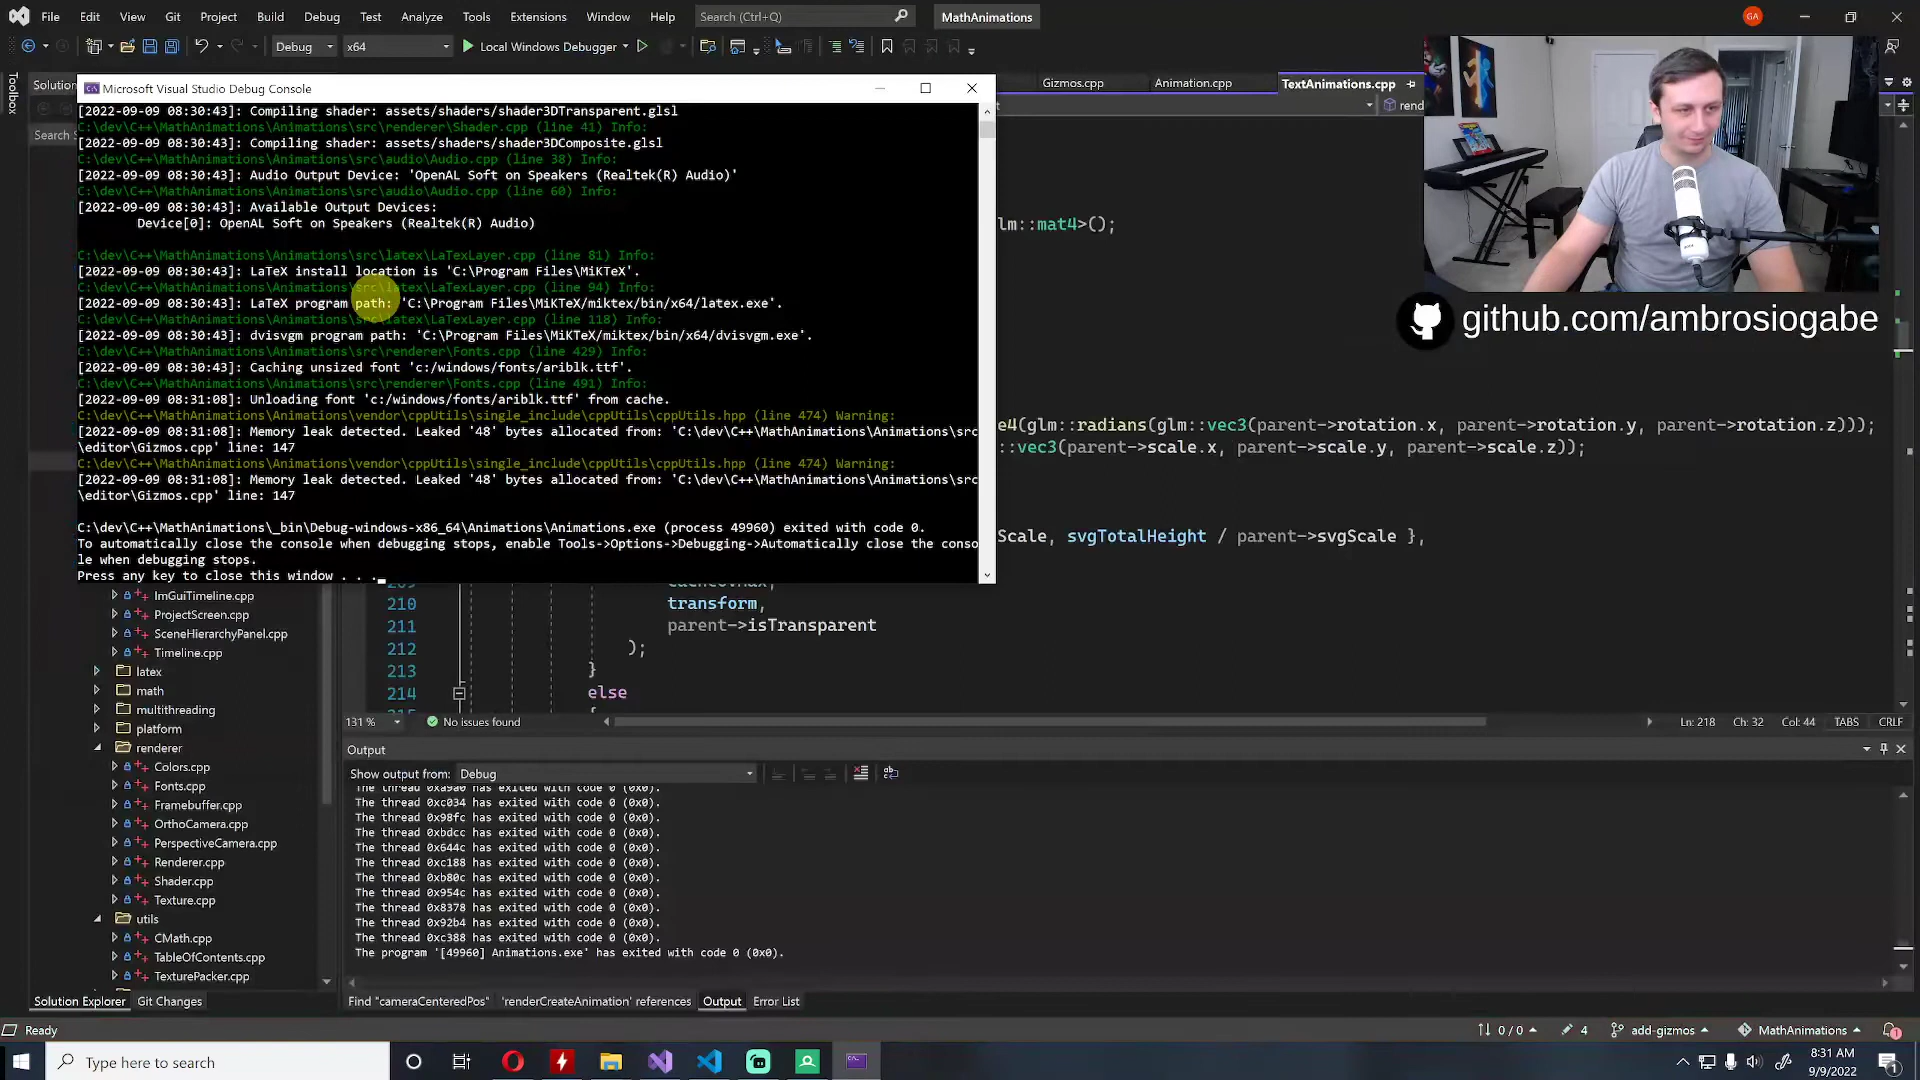 File Edit View Git Project Build Debug Test Analyze Tools Extensions Window Help Search (Ctrl+Q) MathAnimations GA
Debug x64 Local Windows Debugger
Toolbox
Microsoft Visual Studio Debug Console
Gizmos.cpp Animation.cpp TextAnimations.cpp
[2022-09-09 08:30:43]: Compiling shader: assets/shaders/shader3DTransparent.glsl
C:\dev\C++\MathAnimations\Animations\src\renderer\Shader.cpp (line 41) Info:
[2022-09-09 08:30:43]: Compiling shader: assets/shaders/shader3DComposite.glsl
C:\dev\C++\MathAnimations\Animations\src\audio\Audio.cpp (line 38) Info:
[2022-09-09 08:30:43]: Audio Output Device: 'OpenAL Soft on Speakers (Realtek(R) Audio)'
C:\dev\C++\MathAnimations\Animations\src\audio\Audio.cpp (line 60) Info:
[2022-09-09 08:30:43]: Available Output Devices:
Device[0]: OpenAL Soft on Speakers (Realtek(R) Audio)
C:\dev\C++\MathAnimations\Animations\src\latex\LaTexLayer.cpp (line 81) Info:
[2022-09-09 08:30:43]: LaTeX install location is 'C:\Program Files\MiKTeX'.
C:\dev\C++\MathAnimations\Animations\src\latex\LaTexLayer.cpp (line 94) Info:
[2022-09-09 08:30:43]: LaTeX program path: 'C:\Program Files\MiKTeX/miktex/bin/x64/latex.exe'.
C:\dev\C++\MathAnimations\Animations\src\latex\LaTexLayer.cpp (line 118) Info:
[2022-09-09 08:30:43]: dvisvgm program path: 'C:\Program Files\MiKTeX/miktex/bin/x64/dvisvgm.exe'.
C:\dev\C++\MathAnimations\Animations\src\renderer\Fonts.cpp (line 429) Info:
[2022-09-09 08:30:43]: Caching unsized font 'c:/windows/fonts/ariblk.ttf'.
C:\dev\C++\MathAnimations\Animations\src\renderer\Fonts.cpp (line 491) Info:
[2022-09-09 08:31:08]: Unloading font 'c:/windows/fonts/ariblk.ttf' from cache.
C:\dev\C++\MathAnimations\Animations\vendor\cppUtils\single_include\cppUtils\cppUtils.hpp (line 474) Warning:
[2022-09-09 08:31:08]: Memory leak detected. Leaked '48' bytes allocated from: 'C:\dev\C++\MathAnimations\Animations\src
\editor\Gizmos.cpp' line: 147
C:\dev\C++\MathAnimations\Animations\vendor\cppUtils\single_include\cppUtils\cppUtils.hpp (line 474) Warning:
[2022-09-09 08:31:08]: Memory leak detected. Leaked '48' bytes allocated from: 'C:\dev\C++\MathAnimations\Animations\src
\editor\Gizmos.cpp' line: 147
C:\dev\C++\MathAnimations\_bin\Debug-windows-x86_64\Animations\Animations.exe (process 49960) exited with code 0.
To automatically close the console when debugging stops, enable Tools->Options->Debugging->Automatically close the conso
le when debugging stops.
Press any key to close this window . . .
lm::mat4>();
github.com/ambrosiogabe
e4(glm::radians(glm::vec3(parent->rotation.x, parent->rotation.y, parent->rotation.z)));
::vec3(parent->scale.x, parent->scale.y, parent->scale.z));
Scale, svgTotalHeight / parent->svgScale },
210 transform,
211 parent->isTransparent
212 );
213 }
214 else
131 % No issues found Ln: 218 Ch: 32 Col: 44 TABS CRLF
ImGuiTimeline.cpp
ProjectScreen.cpp
SceneHierarchyPanel.cpp
Timeline.cpp
latex
math
multithreading
platform
renderer
Colors.cpp
Fonts.cpp
Framebuffer.cpp
OrthoCamera.cpp
PerspectiveCamera.cpp
Renderer.cpp
Shader.cpp
Texture.cpp
utils
CMath.cpp
TableOfContents.cpp
TexturePacker.cpp
Solution Explorer Git Changes
Output
Show output from: Debug
The thread 0xa9a0 has exited with code 0 (0x0).
The thread 0xc034 has exited with code 0 (0x0).
The thread 0x98fc has exited with code 0 (0x0).
The thread 0xbdcc has exited with code 0 (0x0).
The thread 0x644c has exited with code 0 (0x0).
The thread 0xc188 has exited with code 0 (0x0).
The thread 0xb80c has exited with code 0 (0x0).
The thread 0x954c has exited with code 0 (0x0).
The thread 0x8378 has exited with code 0 (0x0).
The thread 0x92b4 has exited with code 0 (0x0).
The thread 0xc388 has exited with code 0 (0x0).
The program '[49960] Animations.exe' has exited with code 0 (0x0).
Find "cameraCenteredPos" 'renderCreateAnimation' references Output Error List
Ready 0 / 0 4 add-gizmos MathAnimations 1
Type here to search
8:31 AM
9/9/2022